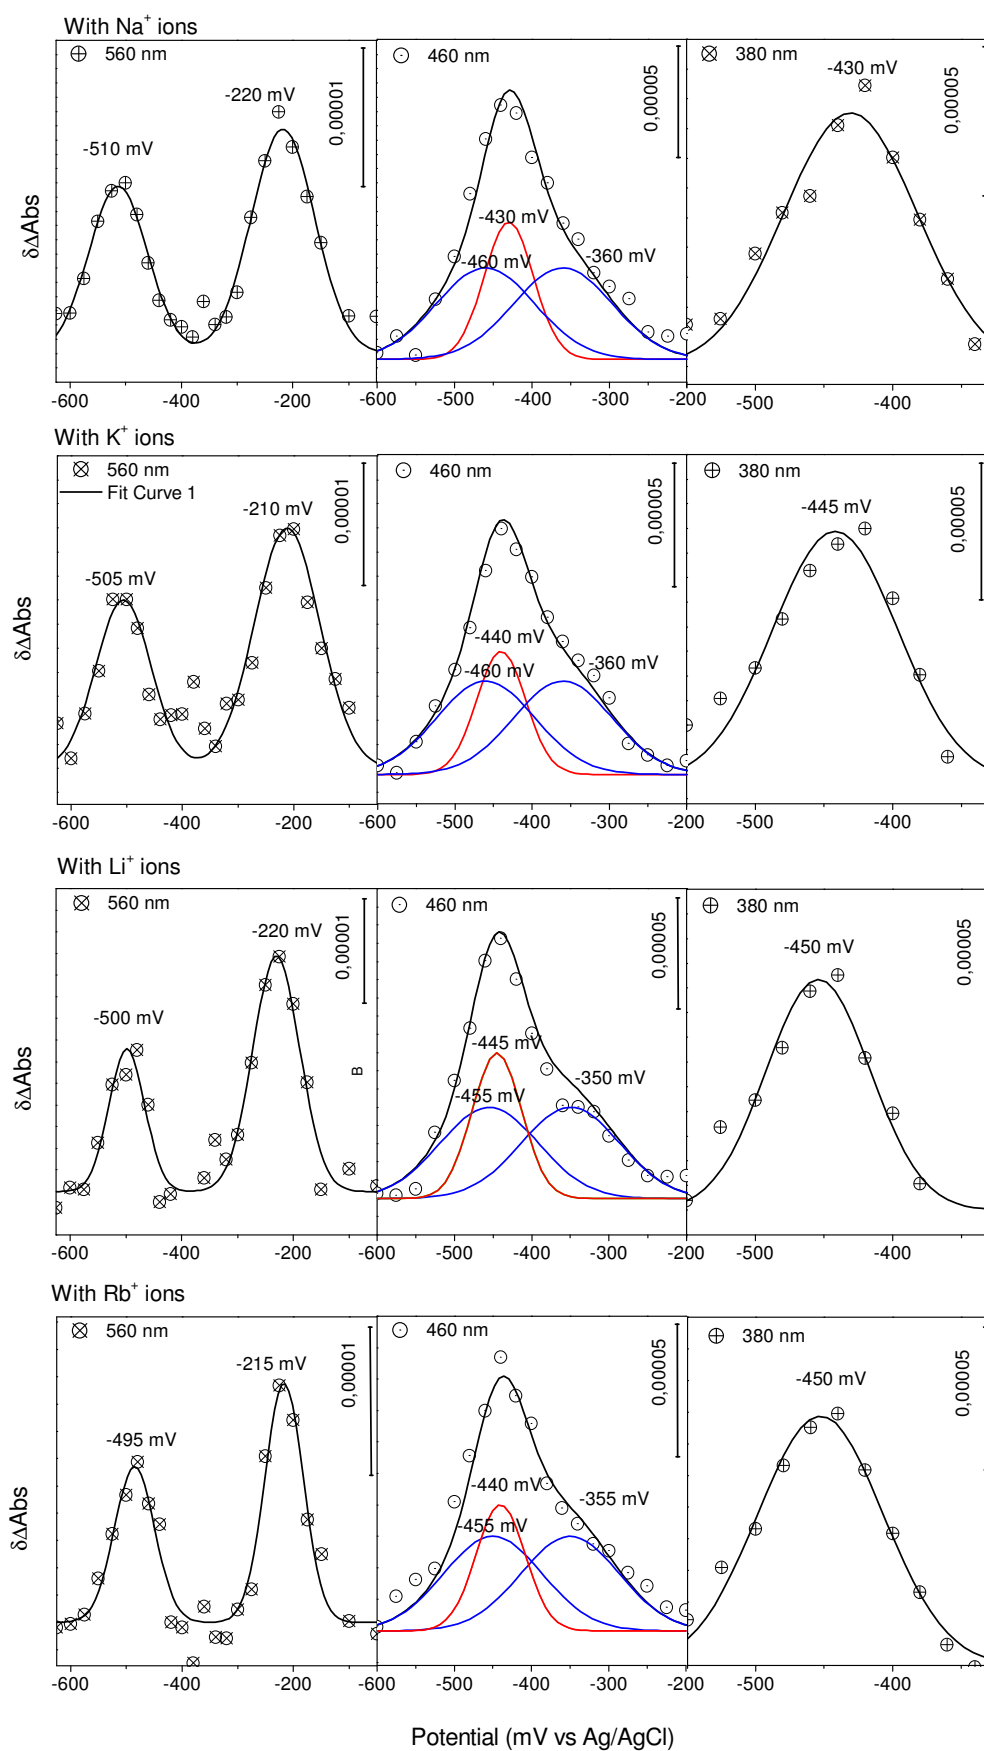 With Na⁺ ions
560 nm
460 nm
380 nm
0,00001
0,00005
0,00005
-510 mV
-220 mV
-430 mV
-460 mV
-360 mV
-430 mV
δΔAbs
-600 -400 -200 -600 -500 -400 -300 -200 -500 -400
With K⁺ ions
560 nm
Fit Curve 1
460 nm
380 nm
0,00001
0,00005
0,00005
-505 mV
-210 mV
-440 mV
-460 mV
-360 mV
-445 mV
δΔAbs
-600 -400 -200 -600 -500 -400 -300 -200 -500 -400
With Li⁺ ions
560 nm
460 nm
380 nm
0,00001
0,00005
0,00005
-500 mV
-220 mV
B
-445 mV
-455 mV
-350 mV
-450 mV
δΔAbs
-600 -400 -200 -600 -500 -400 -300 -200 -500 -400
With Rb⁺ ions
560 nm
460 nm
380 nm
0,00001
0,00005
0,00005
-495 mV
-215 mV
-440 mV
-455 mV
-355 mV
-450 mV
δΔAbs
-600 -400 -200 -600 -500 -400 -300 -200 -500 -400
Potential (mV vs Ag/AgCl)